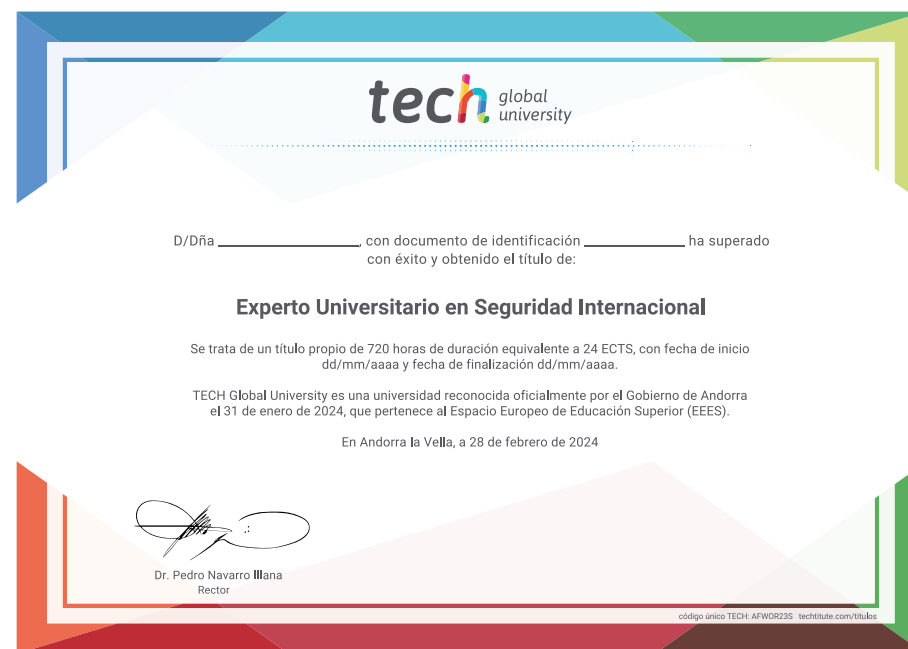 tech global university
D/Dña ____________________, con documento de identificación ______________ ha superado
con éxito y obtenido el título de:
Experto Universitario en Seguridad Internacional
Se trata de un título propio de 720 horas de duración equivalente a 24 ECTS, con fecha de inicio
dd/mm/aaaa y fecha de finalización dd/mm/aaaa.
TECH Global University es una universidad reconocida oficialmente por el Gobierno de Andorra
el 31 de enero de 2024, que pertenece al Espacio Europeo de Educación Superior (EEES).
En Andorra la Vella, a 28 de febrero de 2024
Dr. Pedro Navarro Illana
Rector
código único TECH: AFWOR23S techtitute.com/titulos